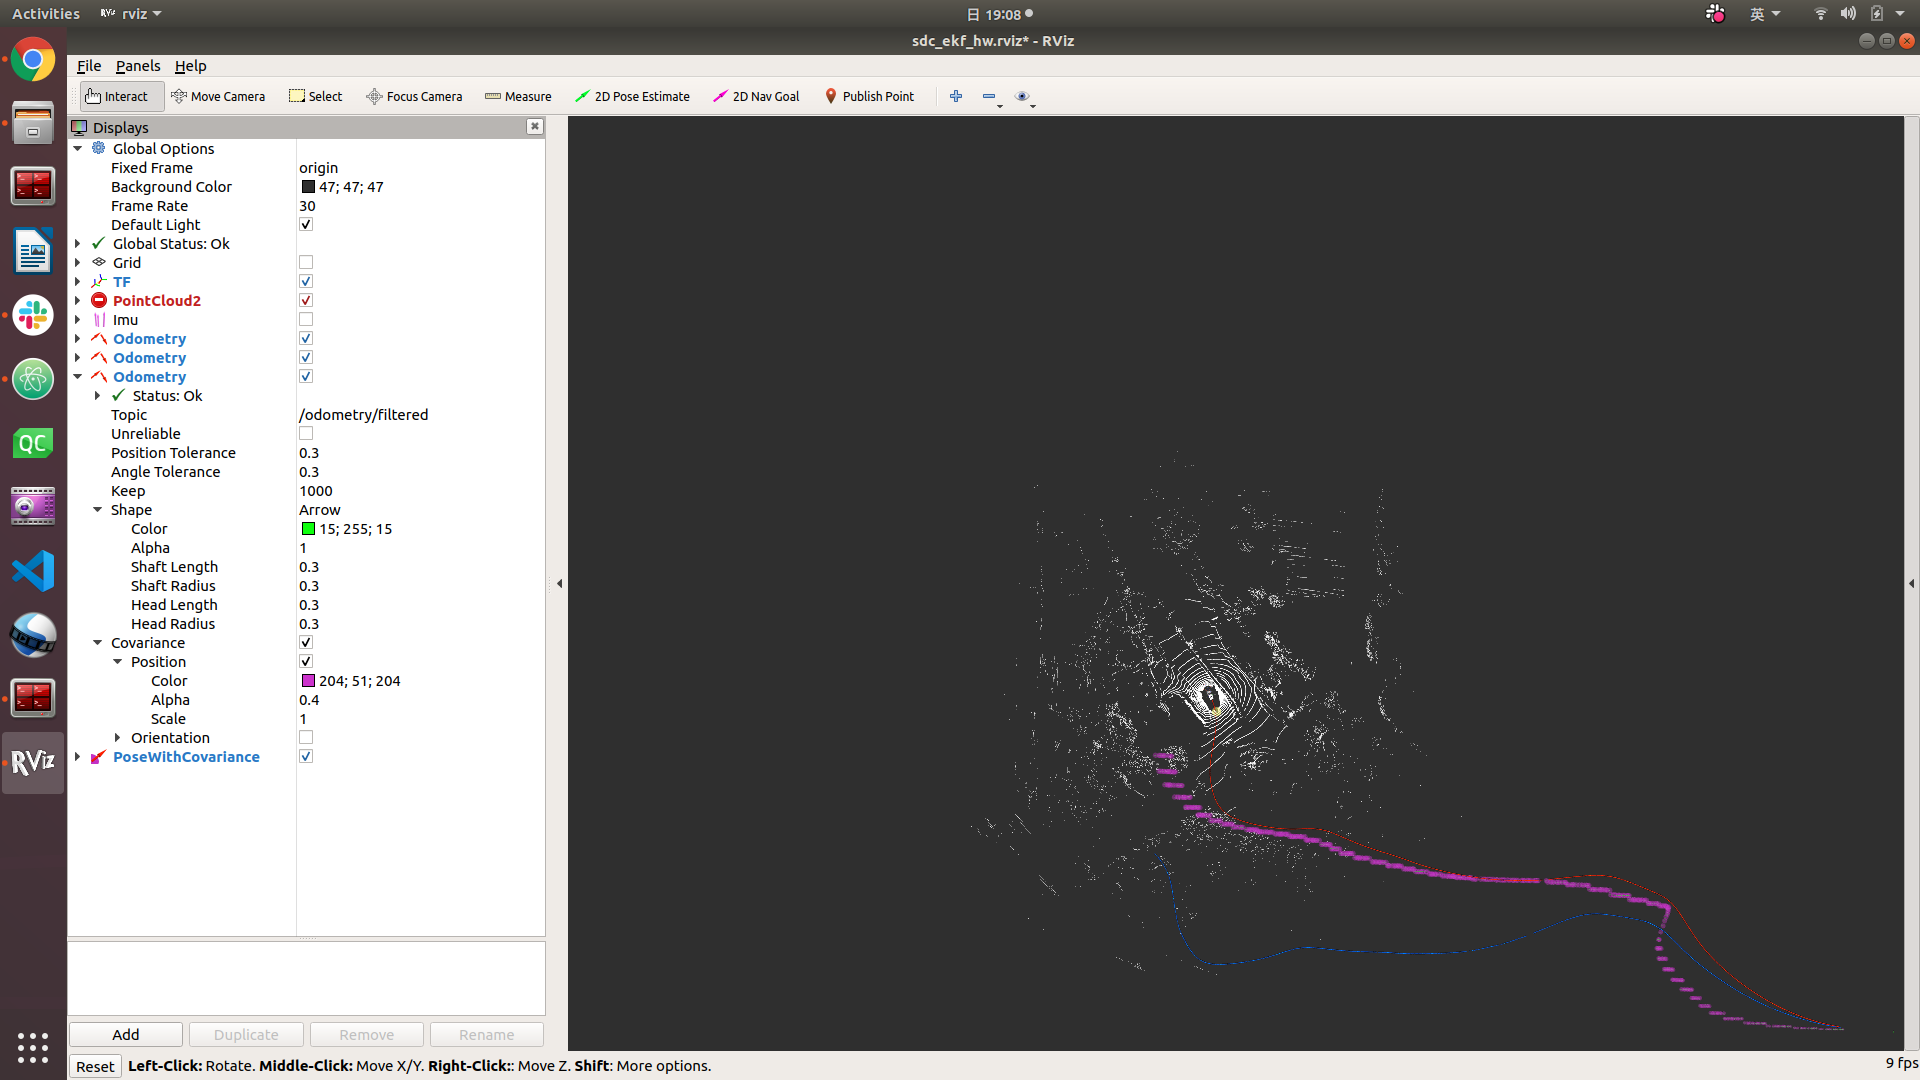 Activities
RViz rviz
日 19:08
英
sdc_ekf_hw.rviz* - RViz
File Panels Help
Interact Move Camera Select Focus Camera Measure 2D Pose Estimate 2D Nav Goal Publish Point
Displays
Global Options
Fixed Frame origin
Background Color 47; 47; 47
Frame Rate 30
Default Light
Global Status: Ok
Grid
TF
PointCloud2
Imu
Odometry
Odometry
Odometry
Status: Ok
Topic /odometry/filtered
Unreliable
Position Tolerance 0.3
Angle Tolerance 0.3
Keep 1000
Shape Arrow
Color 15; 255; 15
Alpha 1
Shaft Length 0.3
Shaft Radius 0.3
Head Length 0.3
Head Radius 0.3
Covariance
Position
Color 204; 51; 204
Alpha 0.4
Scale 1
Orientation
PoseWithCovariance
QC
RViz
Add Duplicate Remove Rename
Reset Left-Click: Rotate. Middle-Click: Move X/Y. Right-Click:: Move Z. Shift: More options.
9 fps